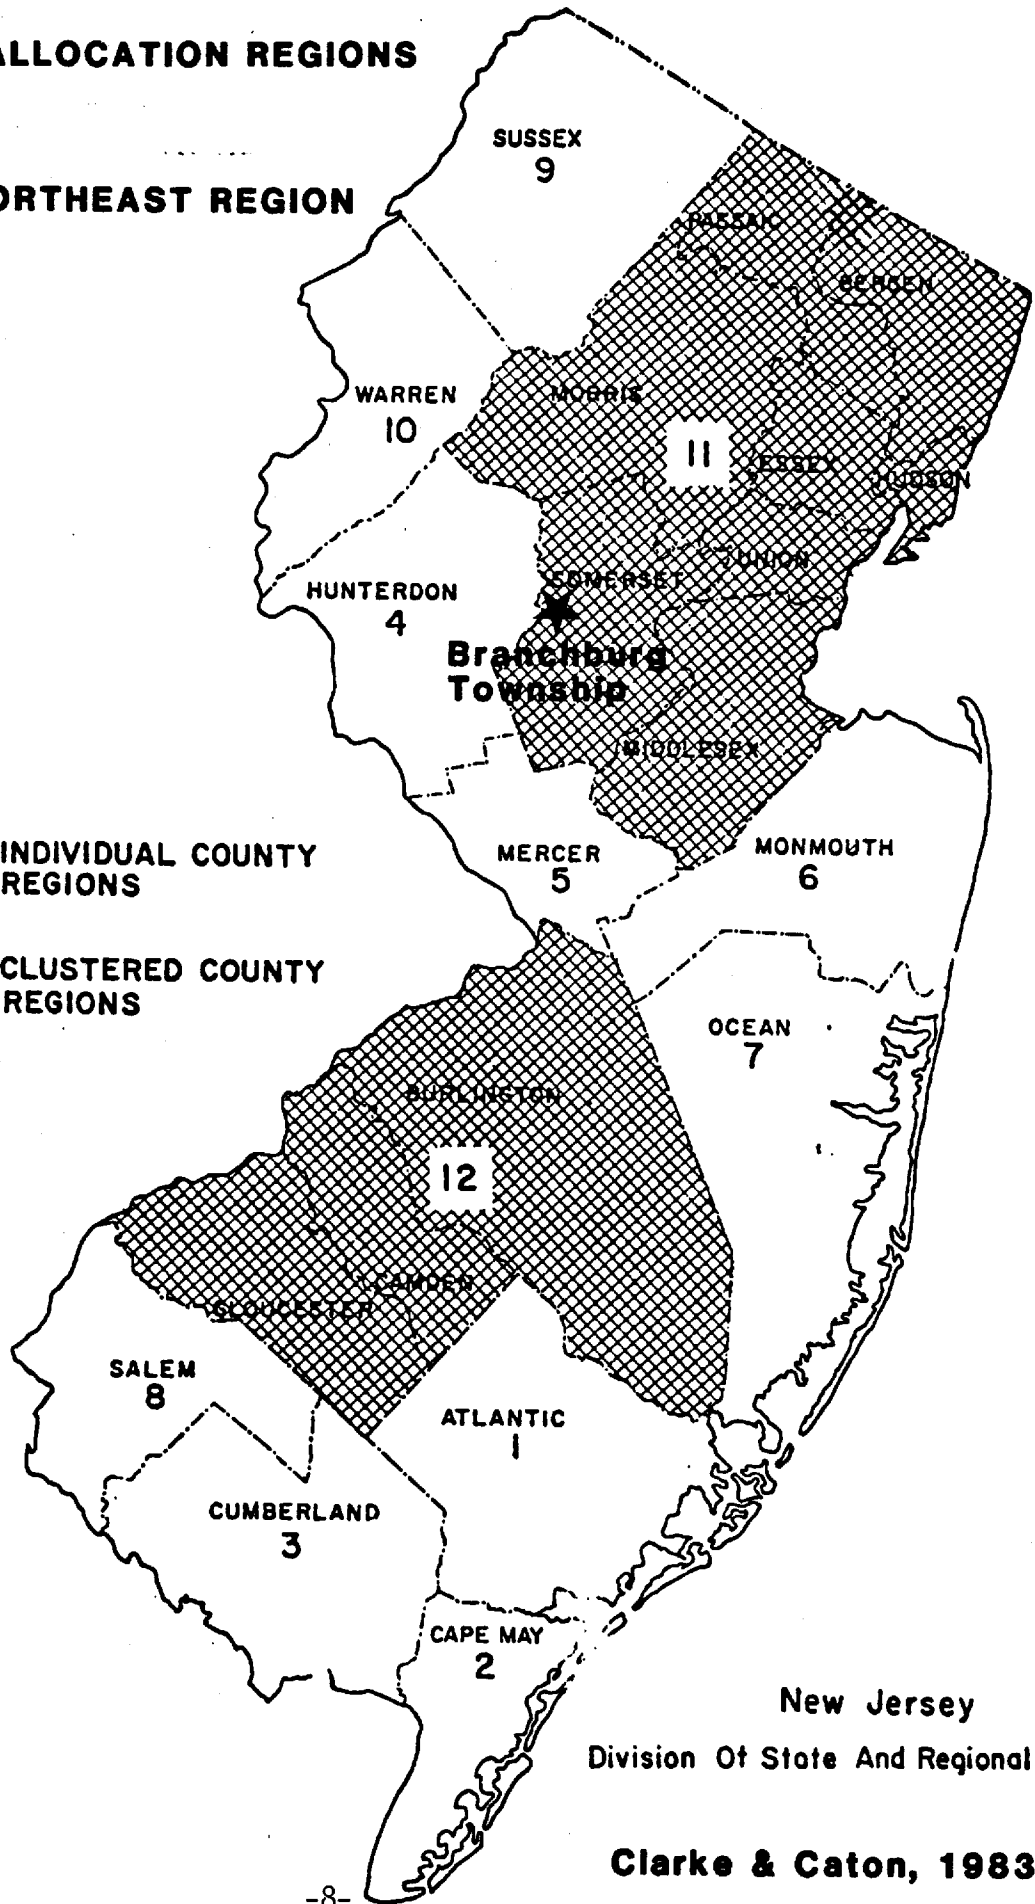 ALLOCATION REGIONS
ORTHEAST REGION
SUSSEX
9
PASSAIC
BERGEN
WARREN
10
MORRIS
11
ESSEX
HUDSON
HUNTERDON
4
SOMERSET
UNION
Branchburg
Township
MIDDLESEX
INDIVIDUAL COUNTY
REGIONS
MERCER
5
MONMOUTH
6
CLUSTERED COUNTY
REGIONS
OCEAN
7
BURLINGTON
12
CAMDEN
GLOUCESTER
SALEM
8
ATLANTIC
1
CUMBERLAND
3
CAPE MAY
2
New Jersey
Division Of State And Regional
Clarke & Caton, 1983
-8-